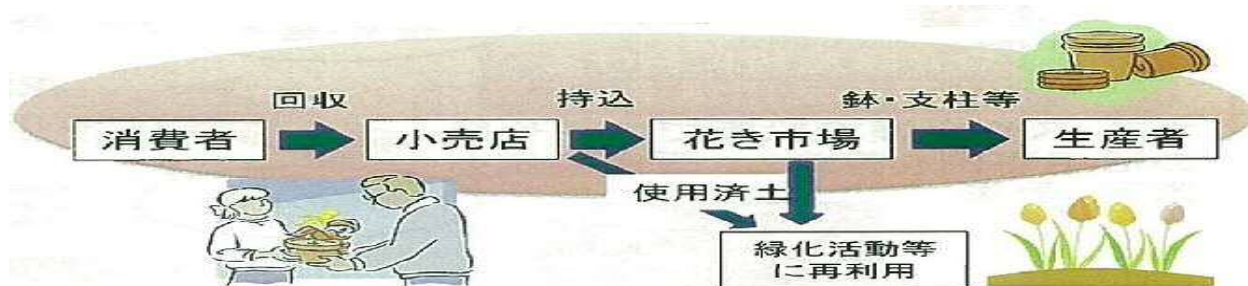 回収
持込
鉢・支柱等
消費者
小売店
花き市場
生産者
使用済土
緑化活動等
に再利用